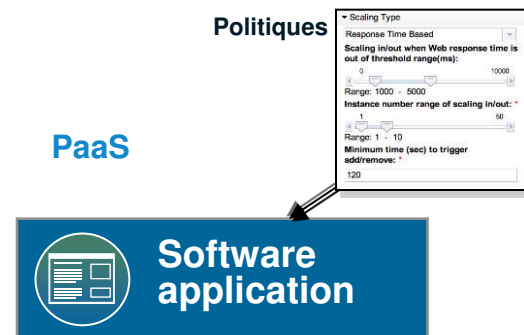 Politiques
Scaling Type
Response Time Based
Scaling in/out when Web response time is
out of threshold range(ms):
0 10000
Range: 1000 - 5000
Instance number range of scaling in/out: *
1 50
Range: 1 - 10
Minimum time (sec) to trigger
add/remove: *
120
PaaS
Software
application